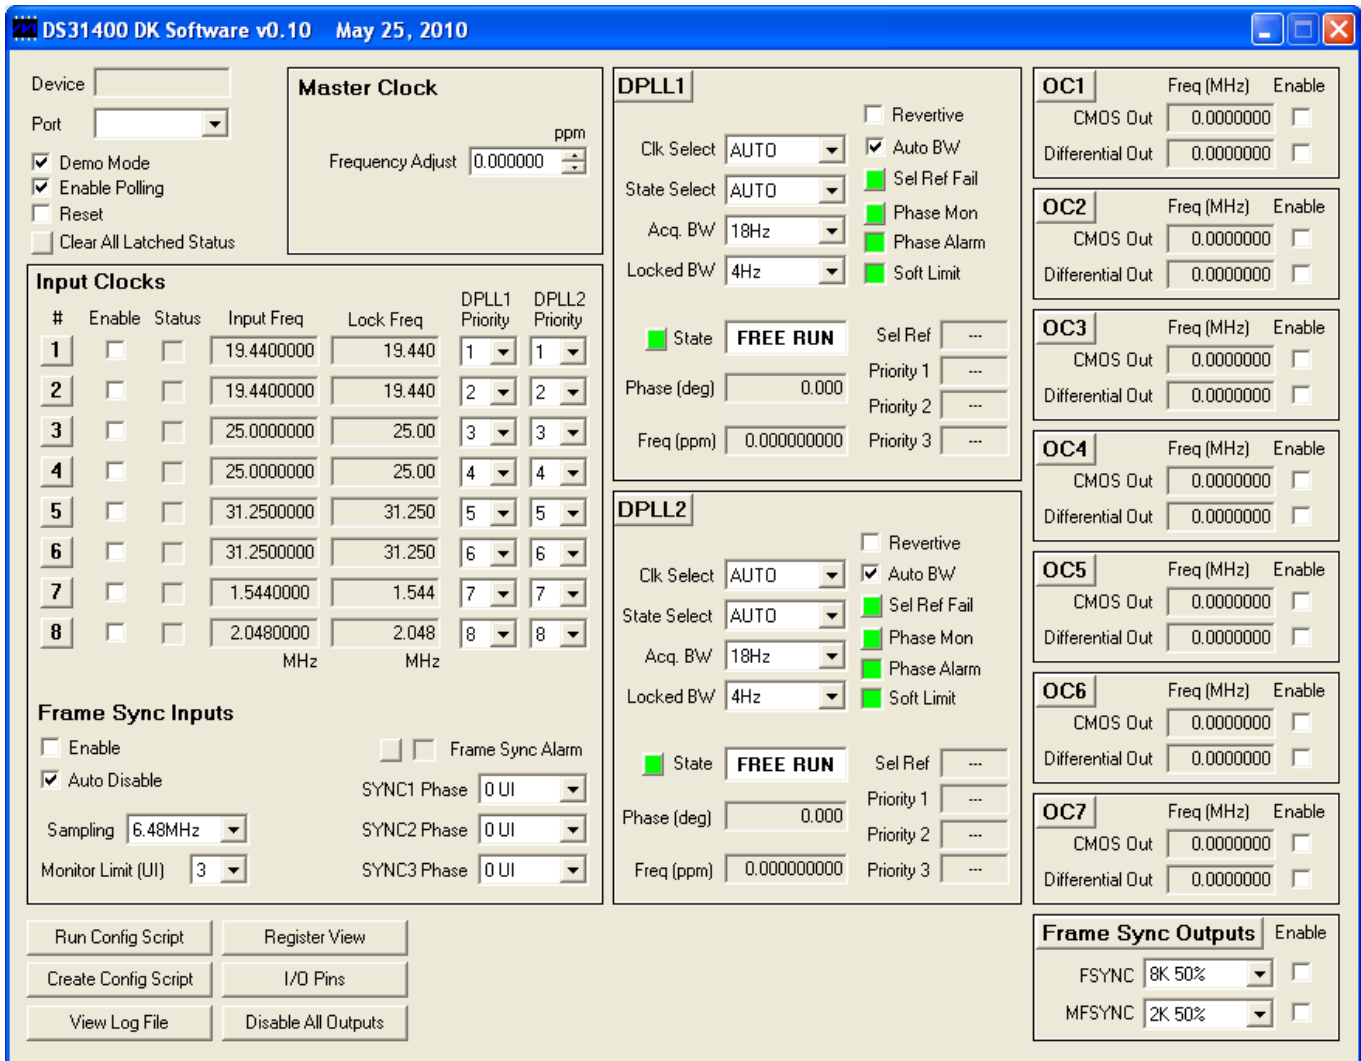 DS31400 DK Software v0.10 May 25, 2010
Device
Port
Demo Mode
Enable Polling
Reset
Clear All Latched Status
Master Clock
ppm
Frequency Adjust 0.000000
Input Clocks
DPLL1 DPLL2
# Enable Status Input Freq Lock Freq Priority Priority
1 19.4400000 19.440 1 1
2 19.4400000 19.440 2 2
3 25.0000000 25.00 3 3
4 25.0000000 25.00 4 4
5 31.2500000 31.250 5 5
6 31.2500000 31.250 6 6
7 1.5440000 1.544 7 7
8 2.0480000 2.048 8 8
MHz MHz
Frame Sync Inputs
Enable
Auto Disable
Frame Sync Alarm
SYNC1 Phase 0 UI
Sampling 6.48MHz
SYNC2 Phase 0 UI
Monitor Limit (UI) 3
SYNC3 Phase 0 UI
Run Config Script
Register View
Create Config Script
I/O Pins
View Log File
Disable All Outputs
DPLL1
Revertive
Clk Select AUTO
Auto BW
State Select AUTO
Sel Ref Fail
Phase Mon
Acq. BW 18Hz
Phase Alarm
Locked BW 4Hz
Soft Limit
State FREE RUN
Sel Ref ---
Priority 1 ---
Phase (deg) 0.000
Priority 2 ---
Freq (ppm) 0.000000000
Priority 3 ---
DPLL2
Revertive
Clk Select AUTO
Auto BW
State Select AUTO
Sel Ref Fail
Phase Mon
Acq. BW 18Hz
Phase Alarm
Locked BW 4Hz
Soft Limit
State FREE RUN
Sel Ref ---
Priority 1 ---
Phase (deg) 0.000
Priority 2 ---
Freq (ppm) 0.000000000
Priority 3 ---
OC1 Freq (MHz) Enable
CMOS Out 0.0000000
Differential Out 0.0000000
OC2 Freq (MHz) Enable
CMOS Out 0.0000000
Differential Out 0.0000000
OC3 Freq (MHz) Enable
CMOS Out 0.0000000
Differential Out 0.0000000
OC4 Freq (MHz) Enable
CMOS Out 0.0000000
Differential Out 0.0000000
OC5 Freq (MHz) Enable
CMOS Out 0.0000000
Differential Out 0.0000000
OC6 Freq (MHz) Enable
CMOS Out 0.0000000
Differential Out 0.0000000
OC7 Freq (MHz) Enable
CMOS Out 0.0000000
Differential Out 0.0000000
Frame Sync Outputs Enable
FSYNC 8K 50%
MFSYNC 2K 50%